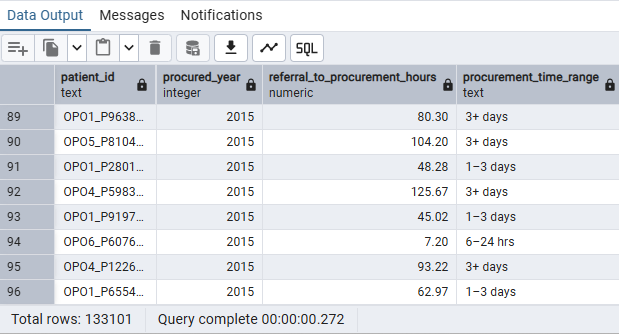 Data Output Messages Notifications
SQL
patient_id procured_year referral_to_procurement_hours procurement_time_range
text integer numeric text
89 OPO1_P9638... 2015 80.30 3+ days
90 OPO5_P8104... 2015 104.20 3+ days
91 OPO1_P2801... 2015 48.28 1–3 days
92 OPO4_P5983... 2015 125.67 3+ days
93 OPO1_P9197... 2015 45.02 1–3 days
94 OPO6_P6076... 2015 7.20 6–24 hrs
95 OPO4_P1226... 2015 93.22 3+ days
96 OPO1_P6554... 2015 62.97 1–3 days
Total rows: 133101 Query complete 00:00:00.272